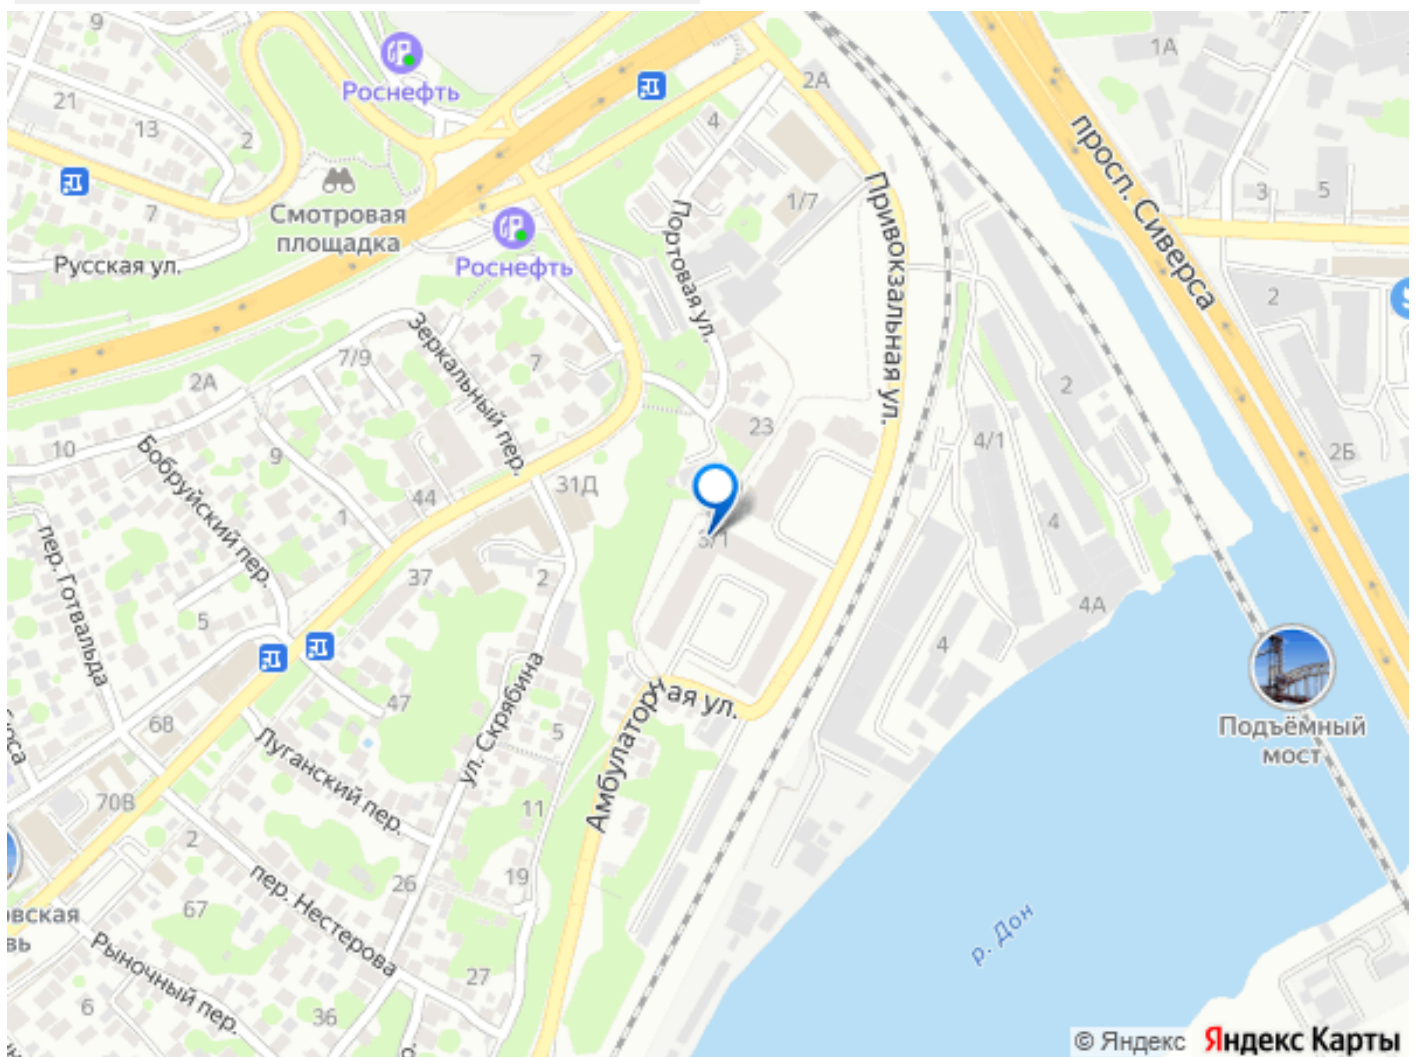 9
Роснефть
1А
2А
21
13
2
4
просп. Сиверса
Смотровая
площадка
7
1/7
Привокзальная ул.
3
5
Роснефть
Русская ул.
Портовая ул.
2
Зеркальный пер.
7/9
7
2А
2
10
Бобруйский пер.
9
23
4/1
2Б
44
31Д
1
3/1
4
пер. Готвальда
37
2
4А
5
4
ул. Скрябина
47
Амбулаторная ул.
68
5
Подъёмный
мост
Луганский пер.
70В
2
11
пер. Нестерова
26
19
67
р. Дон
Рыночный пер.
27
6
36
© Яндекс Яндекс Карты